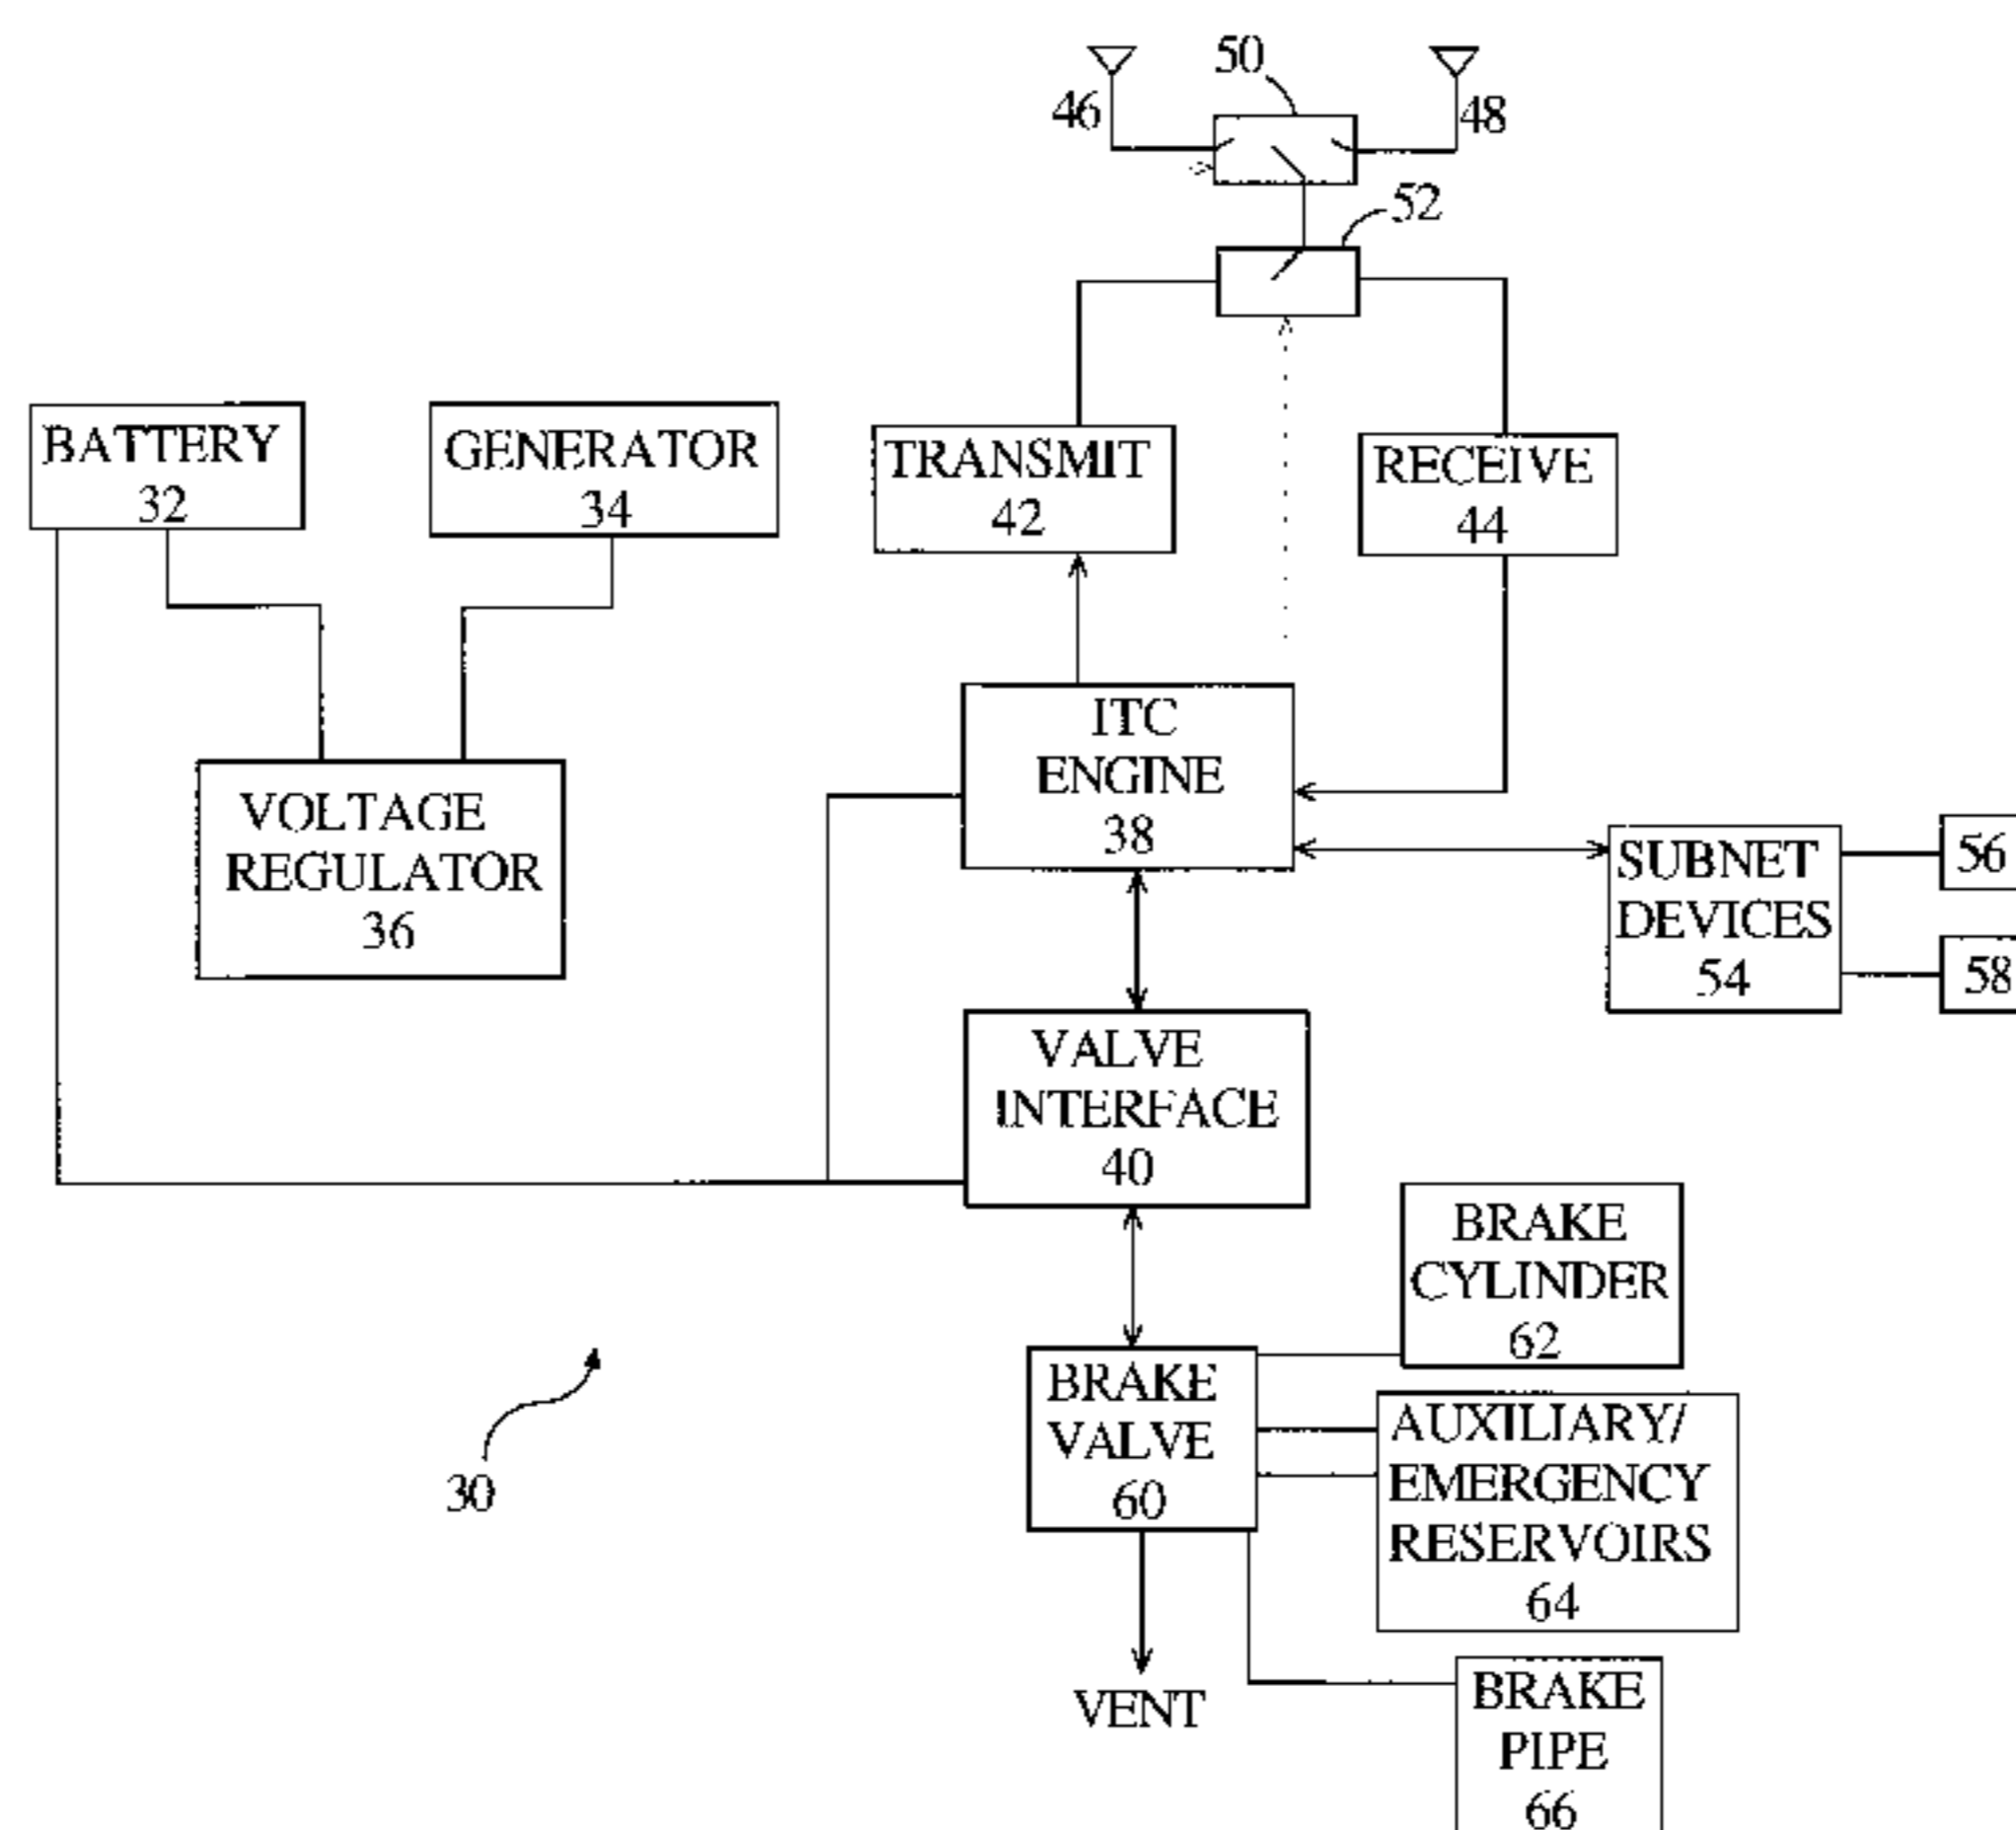 50
46
48
52
BATTERY
32
GENERATOR
34
TRANSMIT
42
RECEIVE
44
VOLTAGE
REGULATOR
36
ITC
ENGINE
38
SUBNET
DEVICES
54
56
58
VALVE
INTERFACE
40
BRAKE
CYLINDER
62
BRAKE
VALVE
60
AUXILIARY/
EMERGENCY
RESERVOIRS
64
30
VENT
BRAKE
PIPE
66